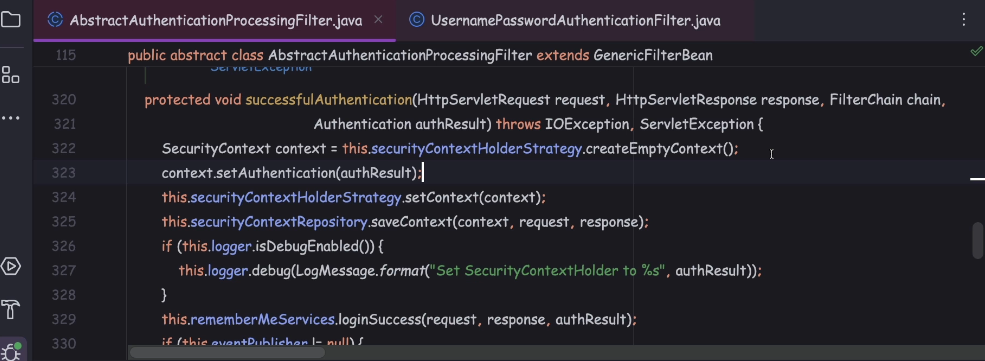 AbstractAuthenticationProcessingFilter.java × UsernamePasswordAuthenticationFilter.java
115 public abstract class AbstractAuthenticationProcessingFilter extends GenericFilterBean
ServletException
320 protected void successfulAuthentication(HttpServletRequest request, HttpServletResponse response, FilterChain chain,
321 Authentication authResult) throws IOException, ServletException {
322 SecurityContext context = this.securityContextHolderStrategy.createEmptyContext();
323 context.setAuthentication(authResult);
324 this.securityContextHolderStrategy.setContext(context);
325 this.securityContextRepository.saveContext(context, request, response);
326 if (this.logger.isDebugEnabled()) {
327 this.logger.debug(LogMessage.format("Set SecurityContextHolder to %s", authResult));
328 }
329 this.rememberMeServices.loginSuccess(request, response, authResult);
330 if (this.eventPublisher != null) {